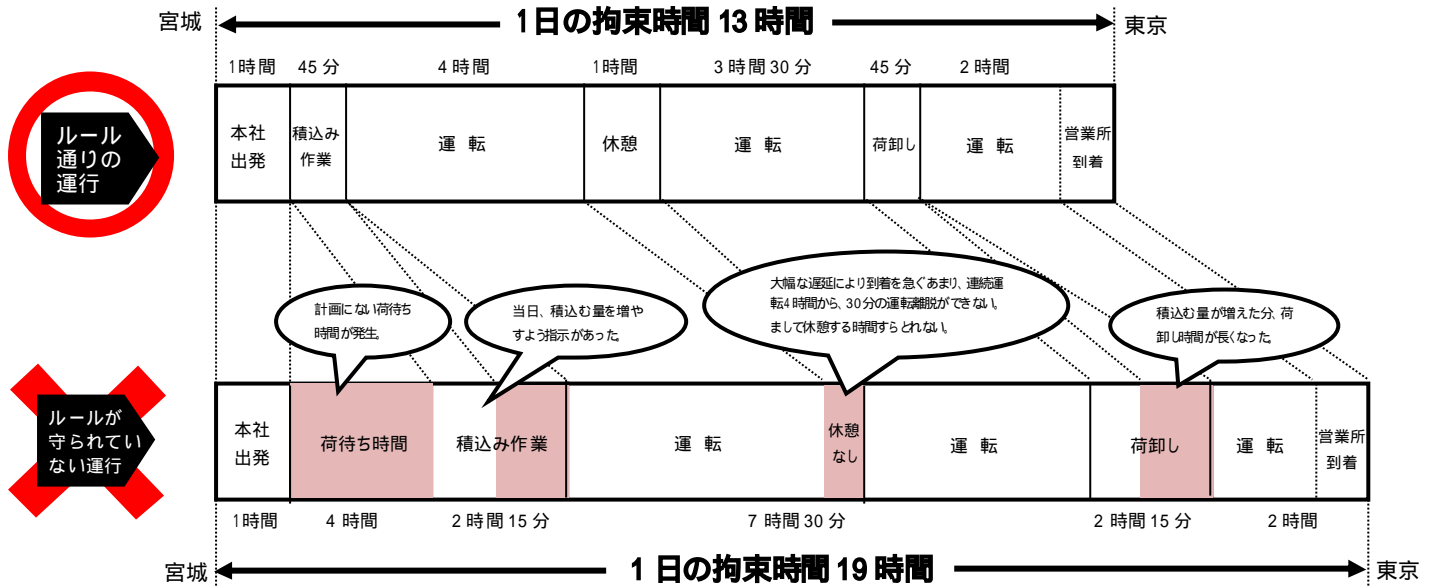 宮城
1日の拘束時間 13 時間
東京
1時間
45 分
4 時間
1時間
3 時間 30 分
45 分
2 時間
ルール
通りの
運行
本社
出発
積込み
作業
運 転
休憩
運 転
荷卸し
運 転
営業所
到着
計画にない荷待ち
時間が発生。
当日、積込む量を増や
すよう指示があった。
大幅な遅延により到着を急ぐあまり、連続運
転4 時間から、30分の運転離脱ができない。
まして休憩する時間すらとれない。
積込む量が増えた分、荷
卸し時間が長くなった。
ルールが
守られてい
ない運行
本社
出発
荷待ち時間
積込み作業
運 転
休憩
なし
運 転
荷卸し
運 転
営業所
到着
1時間
4 時間
2 時間 15 分
7 時間 30 分
2 時間 15 分
2 時間
宮城
1 日の拘束時間 19 時間
東京